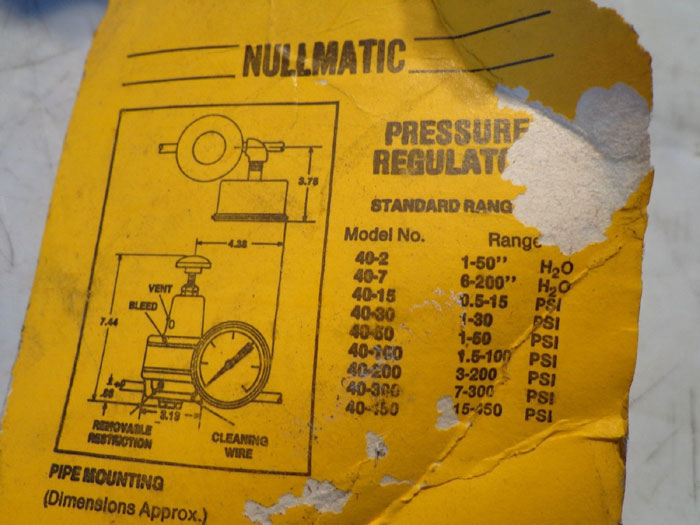 NULLMATIC
PRESSURE
REGULATO
STANDARD RANG
Model No. Range
40-2 1-50" H₂O
40-7 6-200" H₂O
40-15 0.5-15 PSI
40-30 1-30 PSI
40-50 1-50 PSI
40-100 1.5-100 PSI
40-200 3-200 PSI
40-300 7-300 PSI
40-450 15-450 PSI
3.75
4.38
VENT
BLEED
7.44
.88
3.19
REMOVABLE
RESTRICTION
CLEANING
WIRE
PIPE MOUNTING
(Dimensions Approx.)